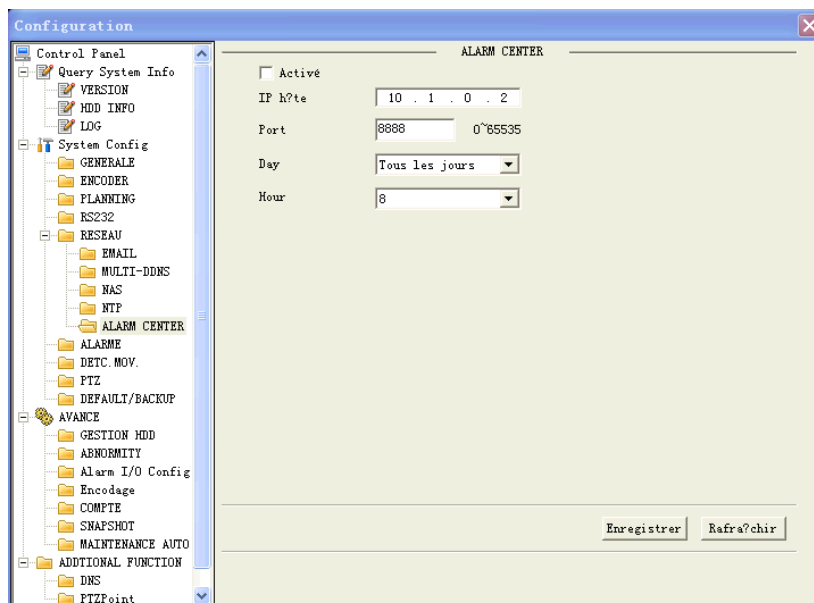 Configuration
Control Panel
Query System Info
VERSION
HDD INFO
LOG
System Config
GENERALE
ENCODER
PLANNING
RS232
RESEAU
EMAIL
MULTI-DDNS
NAS
NTP
ALARM CENTER
ALARME
DETC.MOV.
PTZ
DEFAULT/BACKUP
AVANCE
GESTION HDD
ABNORMITY
Alarm I/O Config
Encodage
COMPTE
SNAPSHOT
MAINTENANCE AUTO
ADDTIONAL FUNCTION
DNS
PTZPoint
ALARM CENTER
Activé
IP h?te 10 . 1 . 0 . 2
Port 8888 0~65535
Day Tous les jours
Hour 8
Enregistrer Rafra?chir